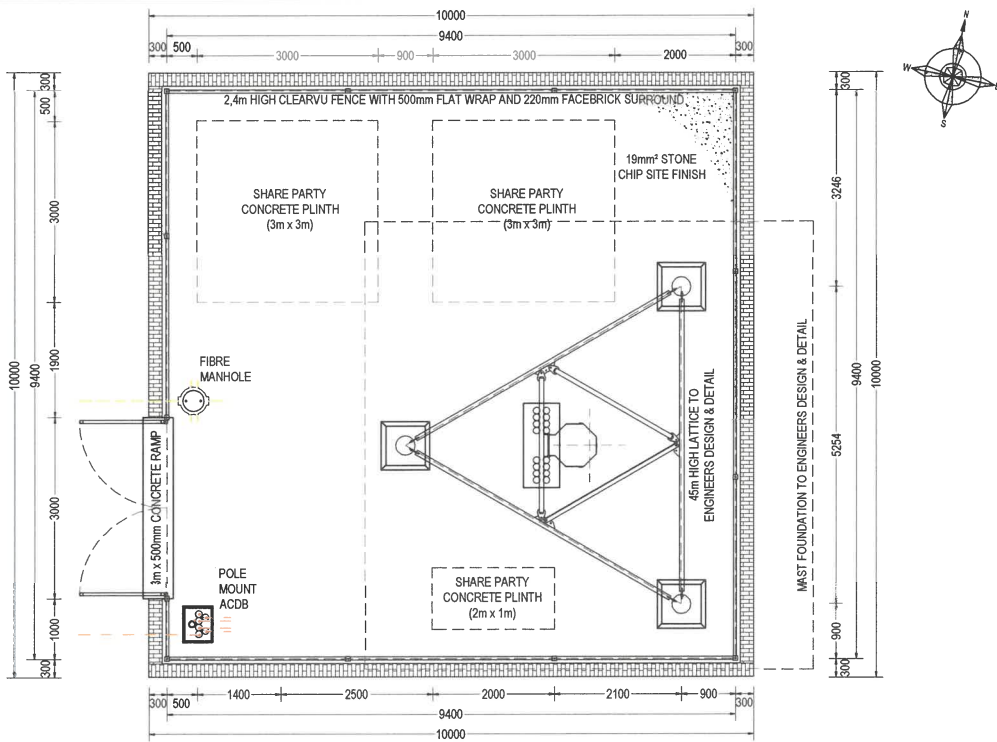 10000
9400
300
500
3000
900
3000
2000
300
N
W
E
S
2,4m HIGH CLEARVU FENCE WITH 500mm FLAT WRAP AND 220mm FACEBRICK SURROUND
19mm² STONE
CHIP SITE FINISH
SHARE PARTY
CONCRETE PLINTH
(3m x 3m)
SHARE PARTY
CONCRETE PLINTH
(3m x 3m)
300
500
3000
1900
3000
1000
300
9400
10000
FIBRE
MANHOLE
3m x 500mm CONCRETE RAMP
POLE
MOUNT
ACDB
SHARE PARTY
CONCRETE PLINTH
(2m x 1m)
45m HIGH LATTICE TO
ENGINEERS DESIGN & DETAIL
MAST FOUNDATION TO ENGINEERS DESIGN & DETAIL
300
3246
5254
900
300
9400
10000
300
500
1400
2500
2000
2100
900
300
9400
10000